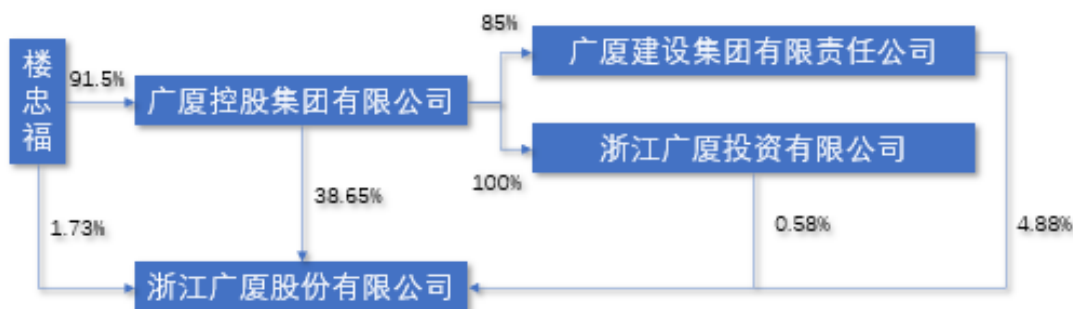 楼忠福
91.5%
广厦控股集团有限公司
85%
广厦建设集团有限责任公司
浙江广厦投资有限公司
100%
38.65%
1.73%
0.58%
4.88%
浙江广厦股份有限公司